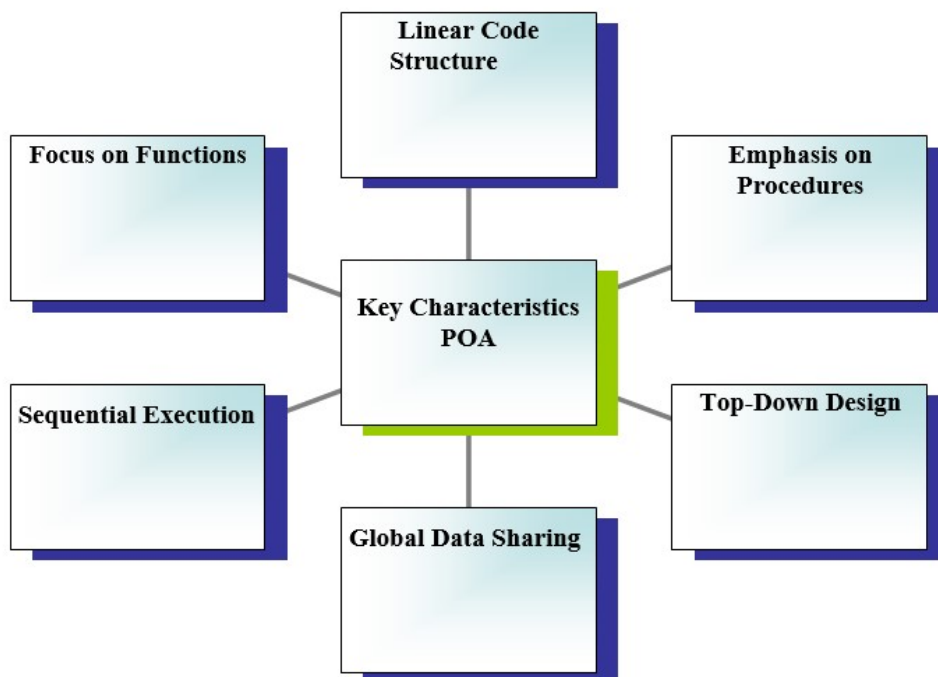 Linear Code
Structure
Focus on Functions
Emphasis on
Procedures
Key Characteristics
POA
Sequential Execution
Top-Down Design
Global Data Sharing